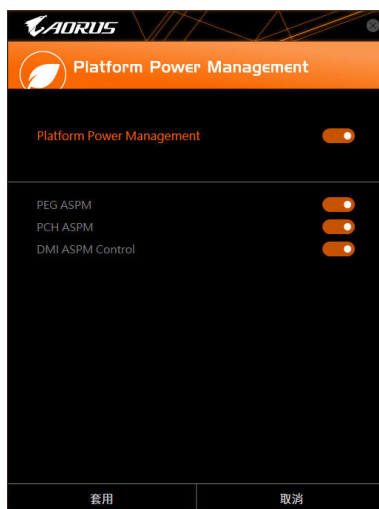 AORUS
Platform Power Management
Platform Power Management
PEG ASPM
PCH ASPM
DMI ASPM Control
套用
取消